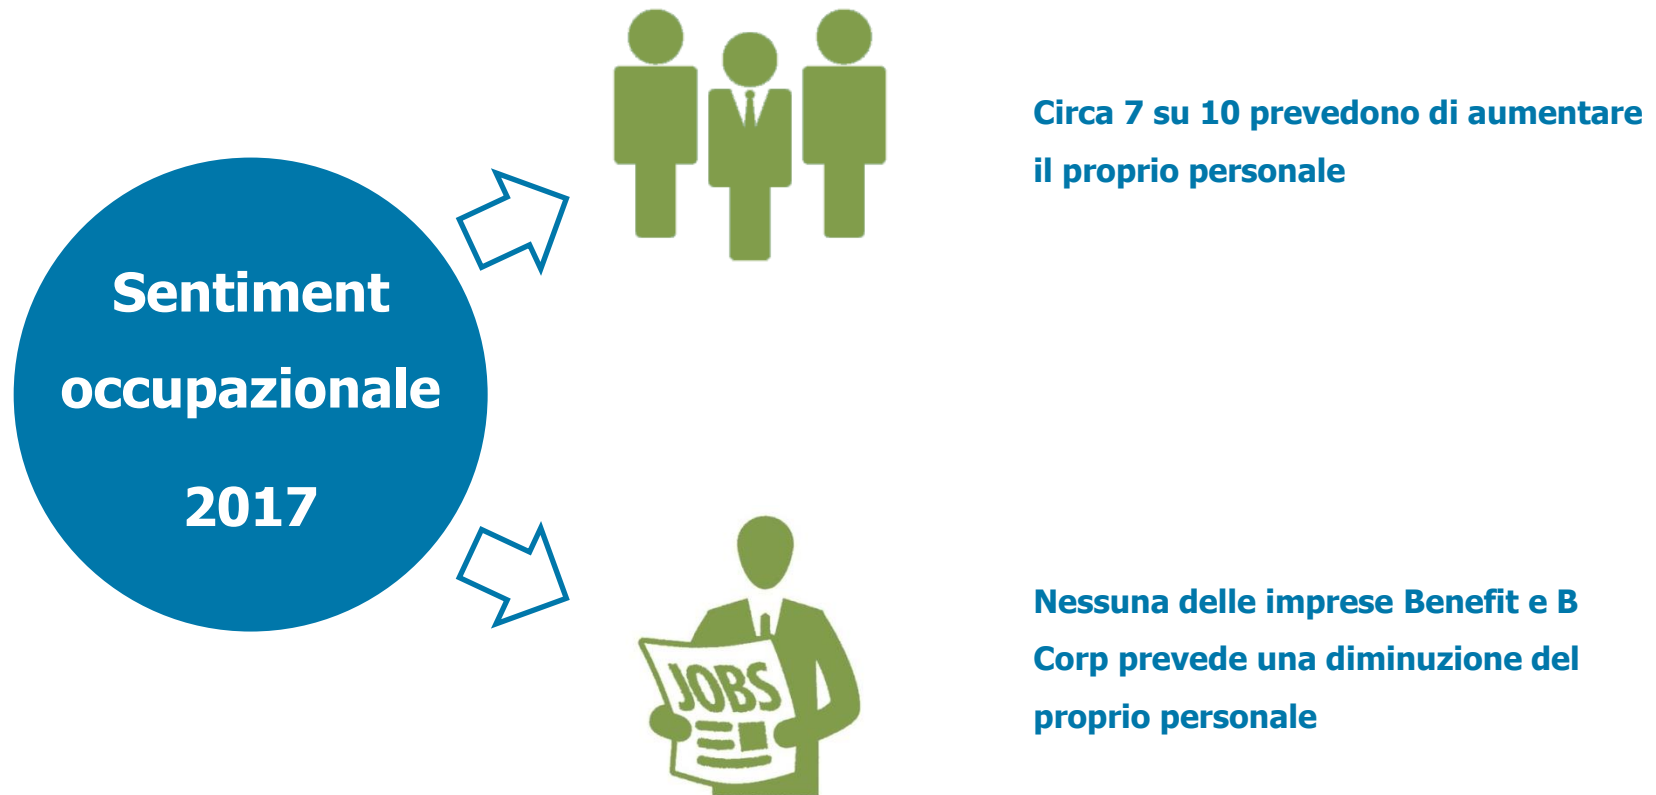 Circa 7 su 10 prevedono di aumentare
il proprio personale
Sentiment
occupazionale
2017
Nessuna delle imprese Benefit e B
Corp prevede una diminuzione del
proprio personale
JOBS